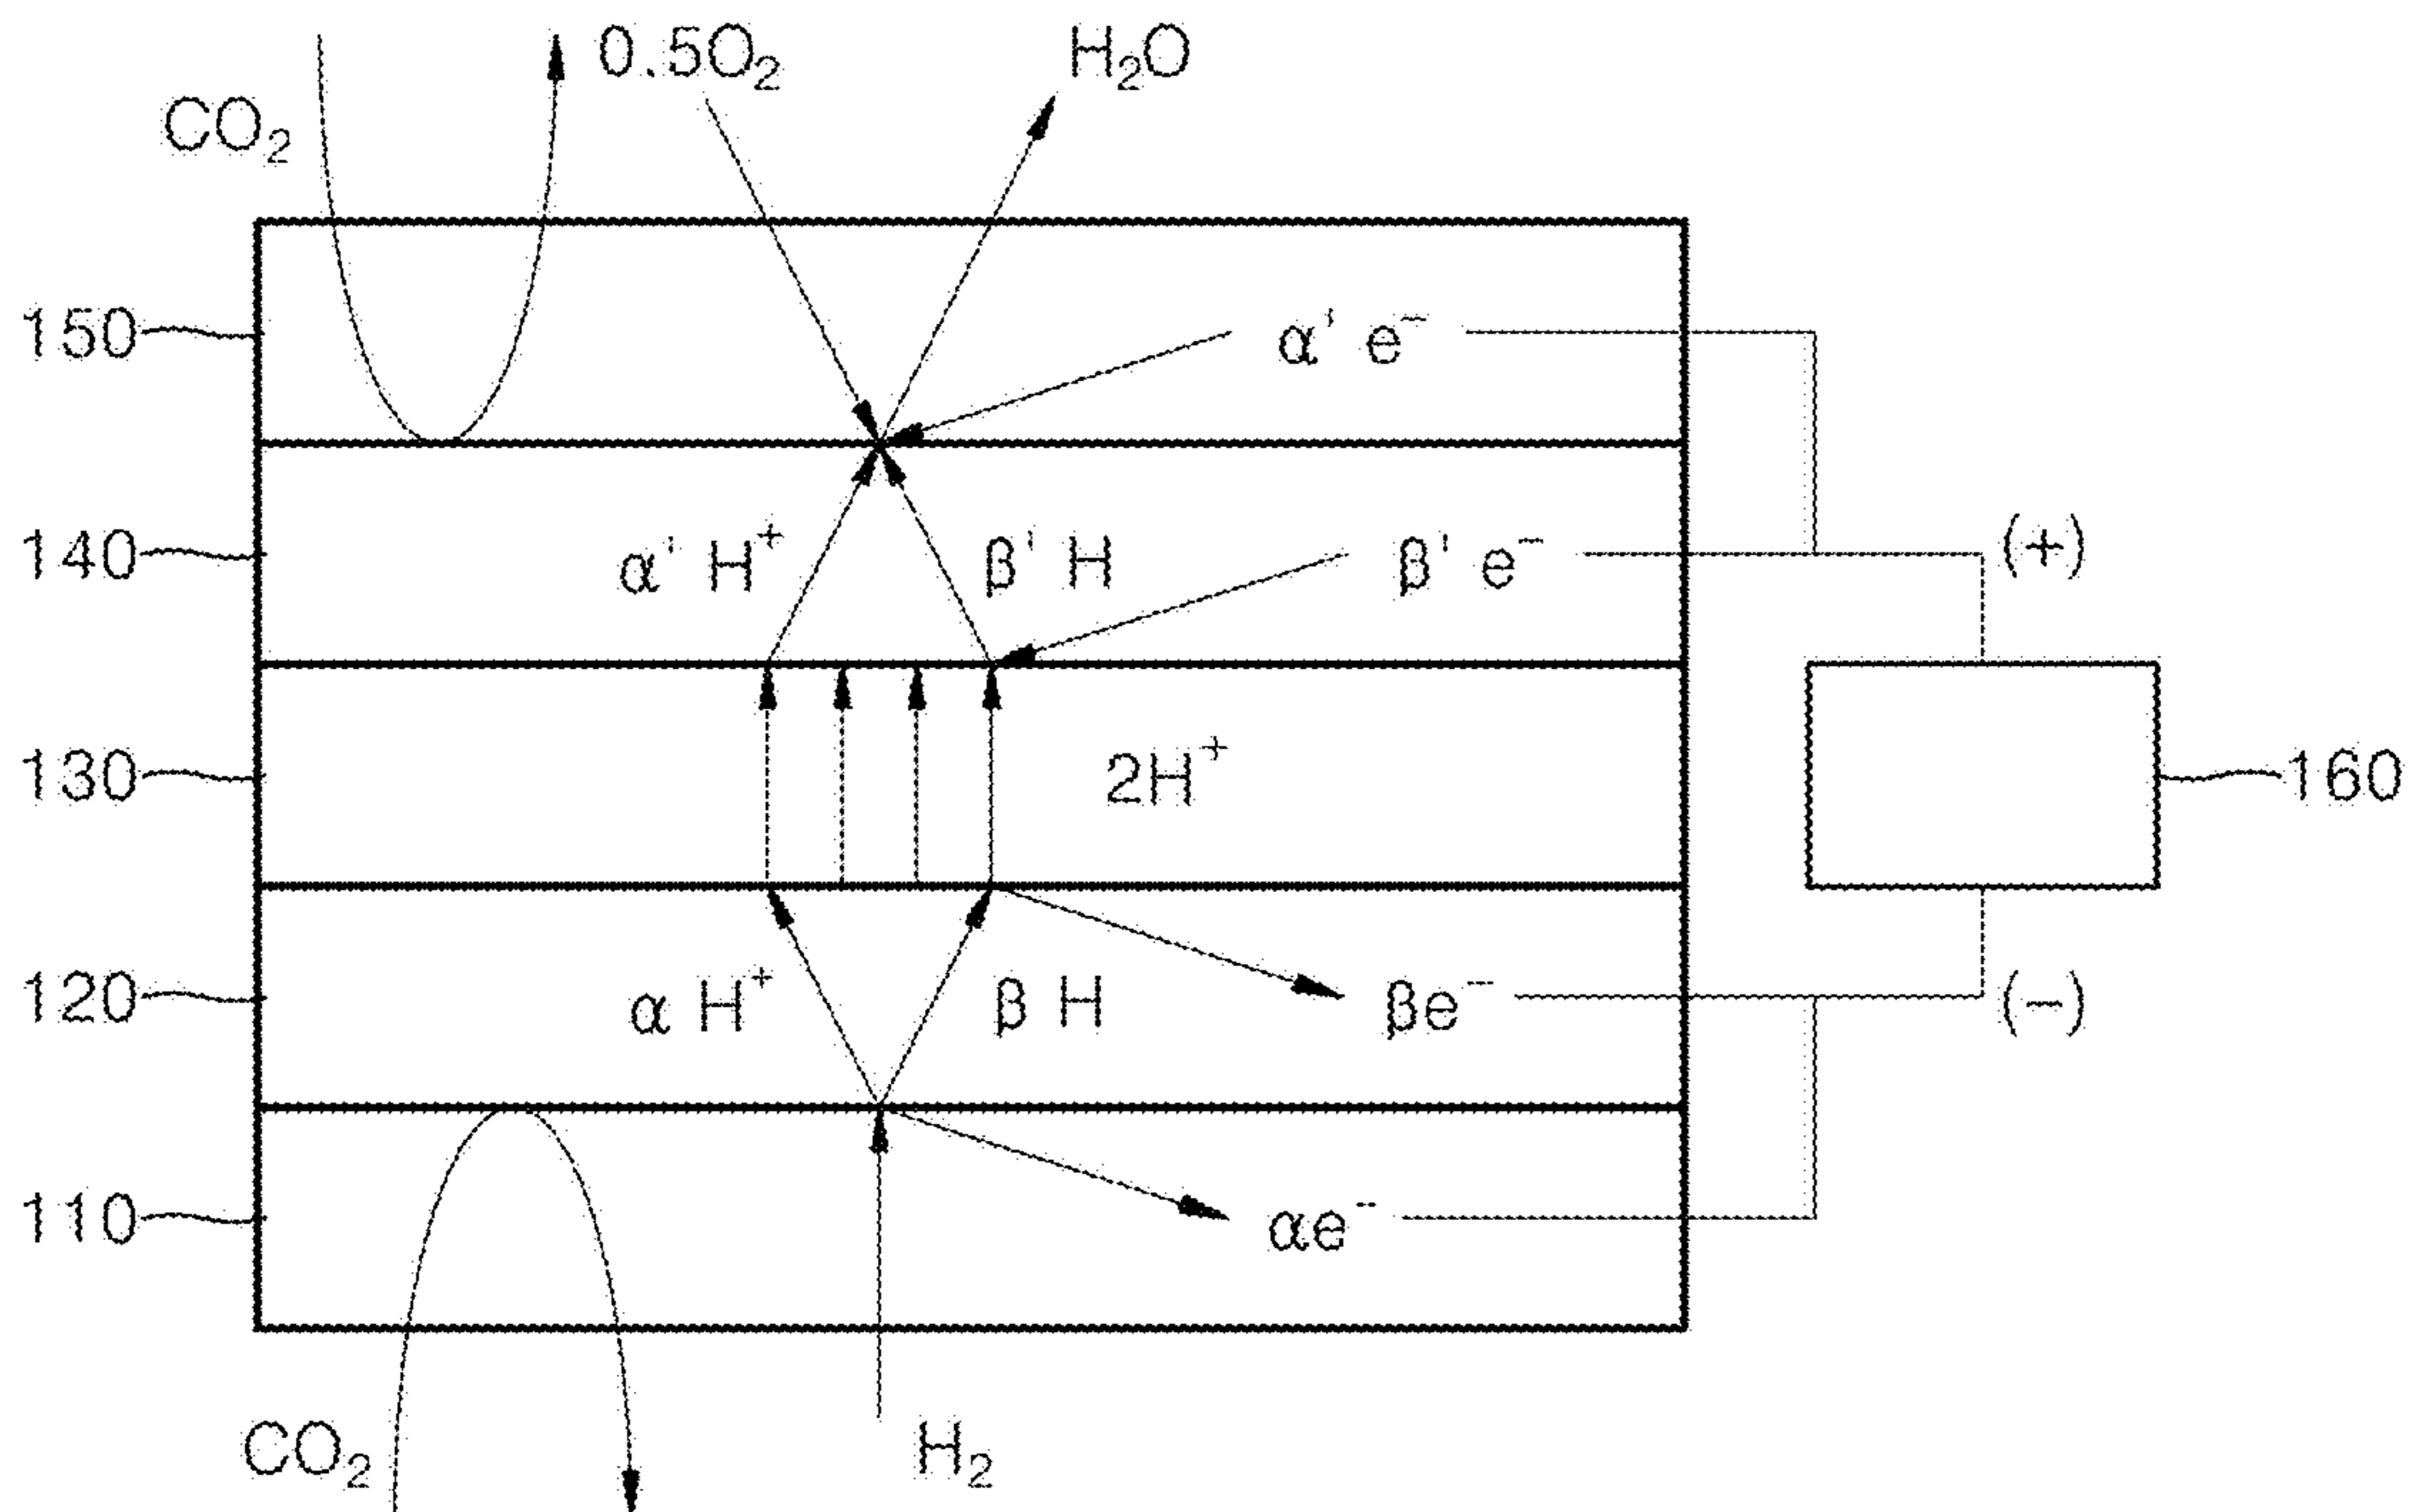 0.5O₂ H₂O
CO₂
150 α' e⁻
140 α' H⁺ β' H β' e⁻ (+)
130 2H⁺ 160
120 α H⁺ β H βe⁻ (−)
110 αe⁻
CO₂ H₂